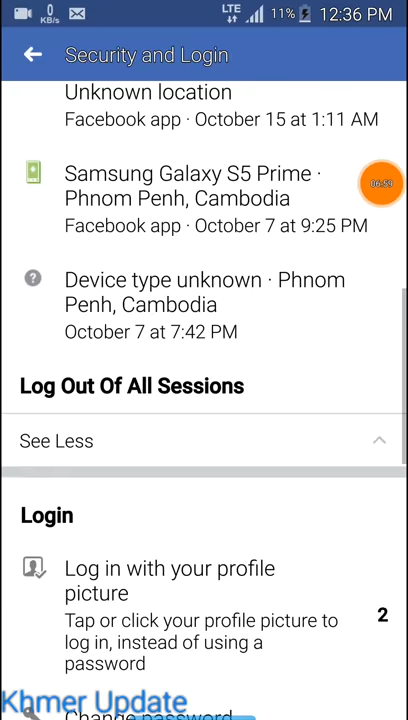 0
KB/s
LTE
11%
12:36 PM
Security and Login
Unknown location
Facebook app · October 15 at 1:11 AM
Samsung Galaxy S5 Prime ·
Phnom Penh, Cambodia
Facebook app · October 7 at 9:25 PM
06:59
Device type unknown · Phnom
Penh, Cambodia
October 7 at 7:42 PM
Log Out Of All Sessions
See Less
Login
Log in with your profile
picture
Tap or click your profile picture to
log in, instead of using a
password
2
Khmer Update
Change password